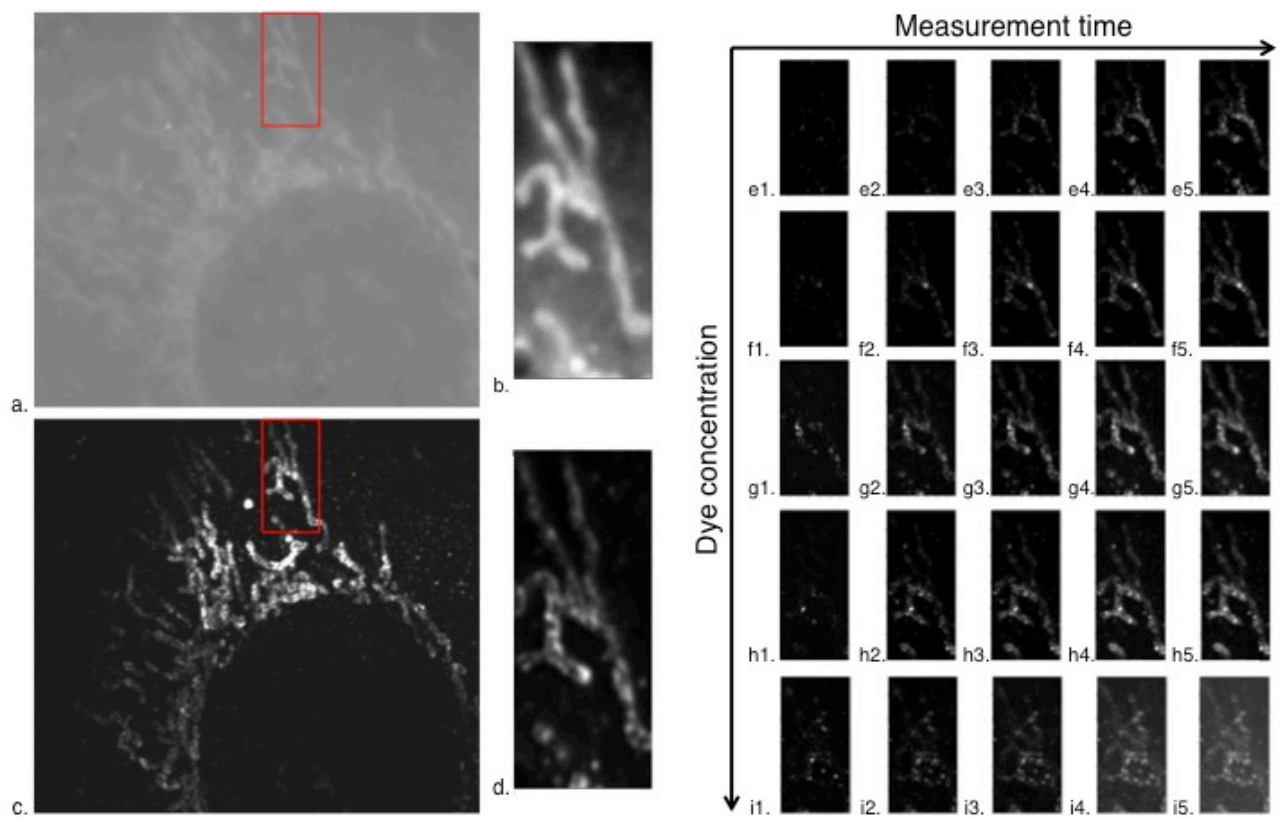 Measurement time
Dye concentration
a.
b.
c.
d.
e1. e2. e3. e4. e5.
f1. f2. f3. f4. f5.
g1. g2. g3. g4. g5.
h1. h2. h3. h4. h5.
i1. i2. i3. i4. i5.